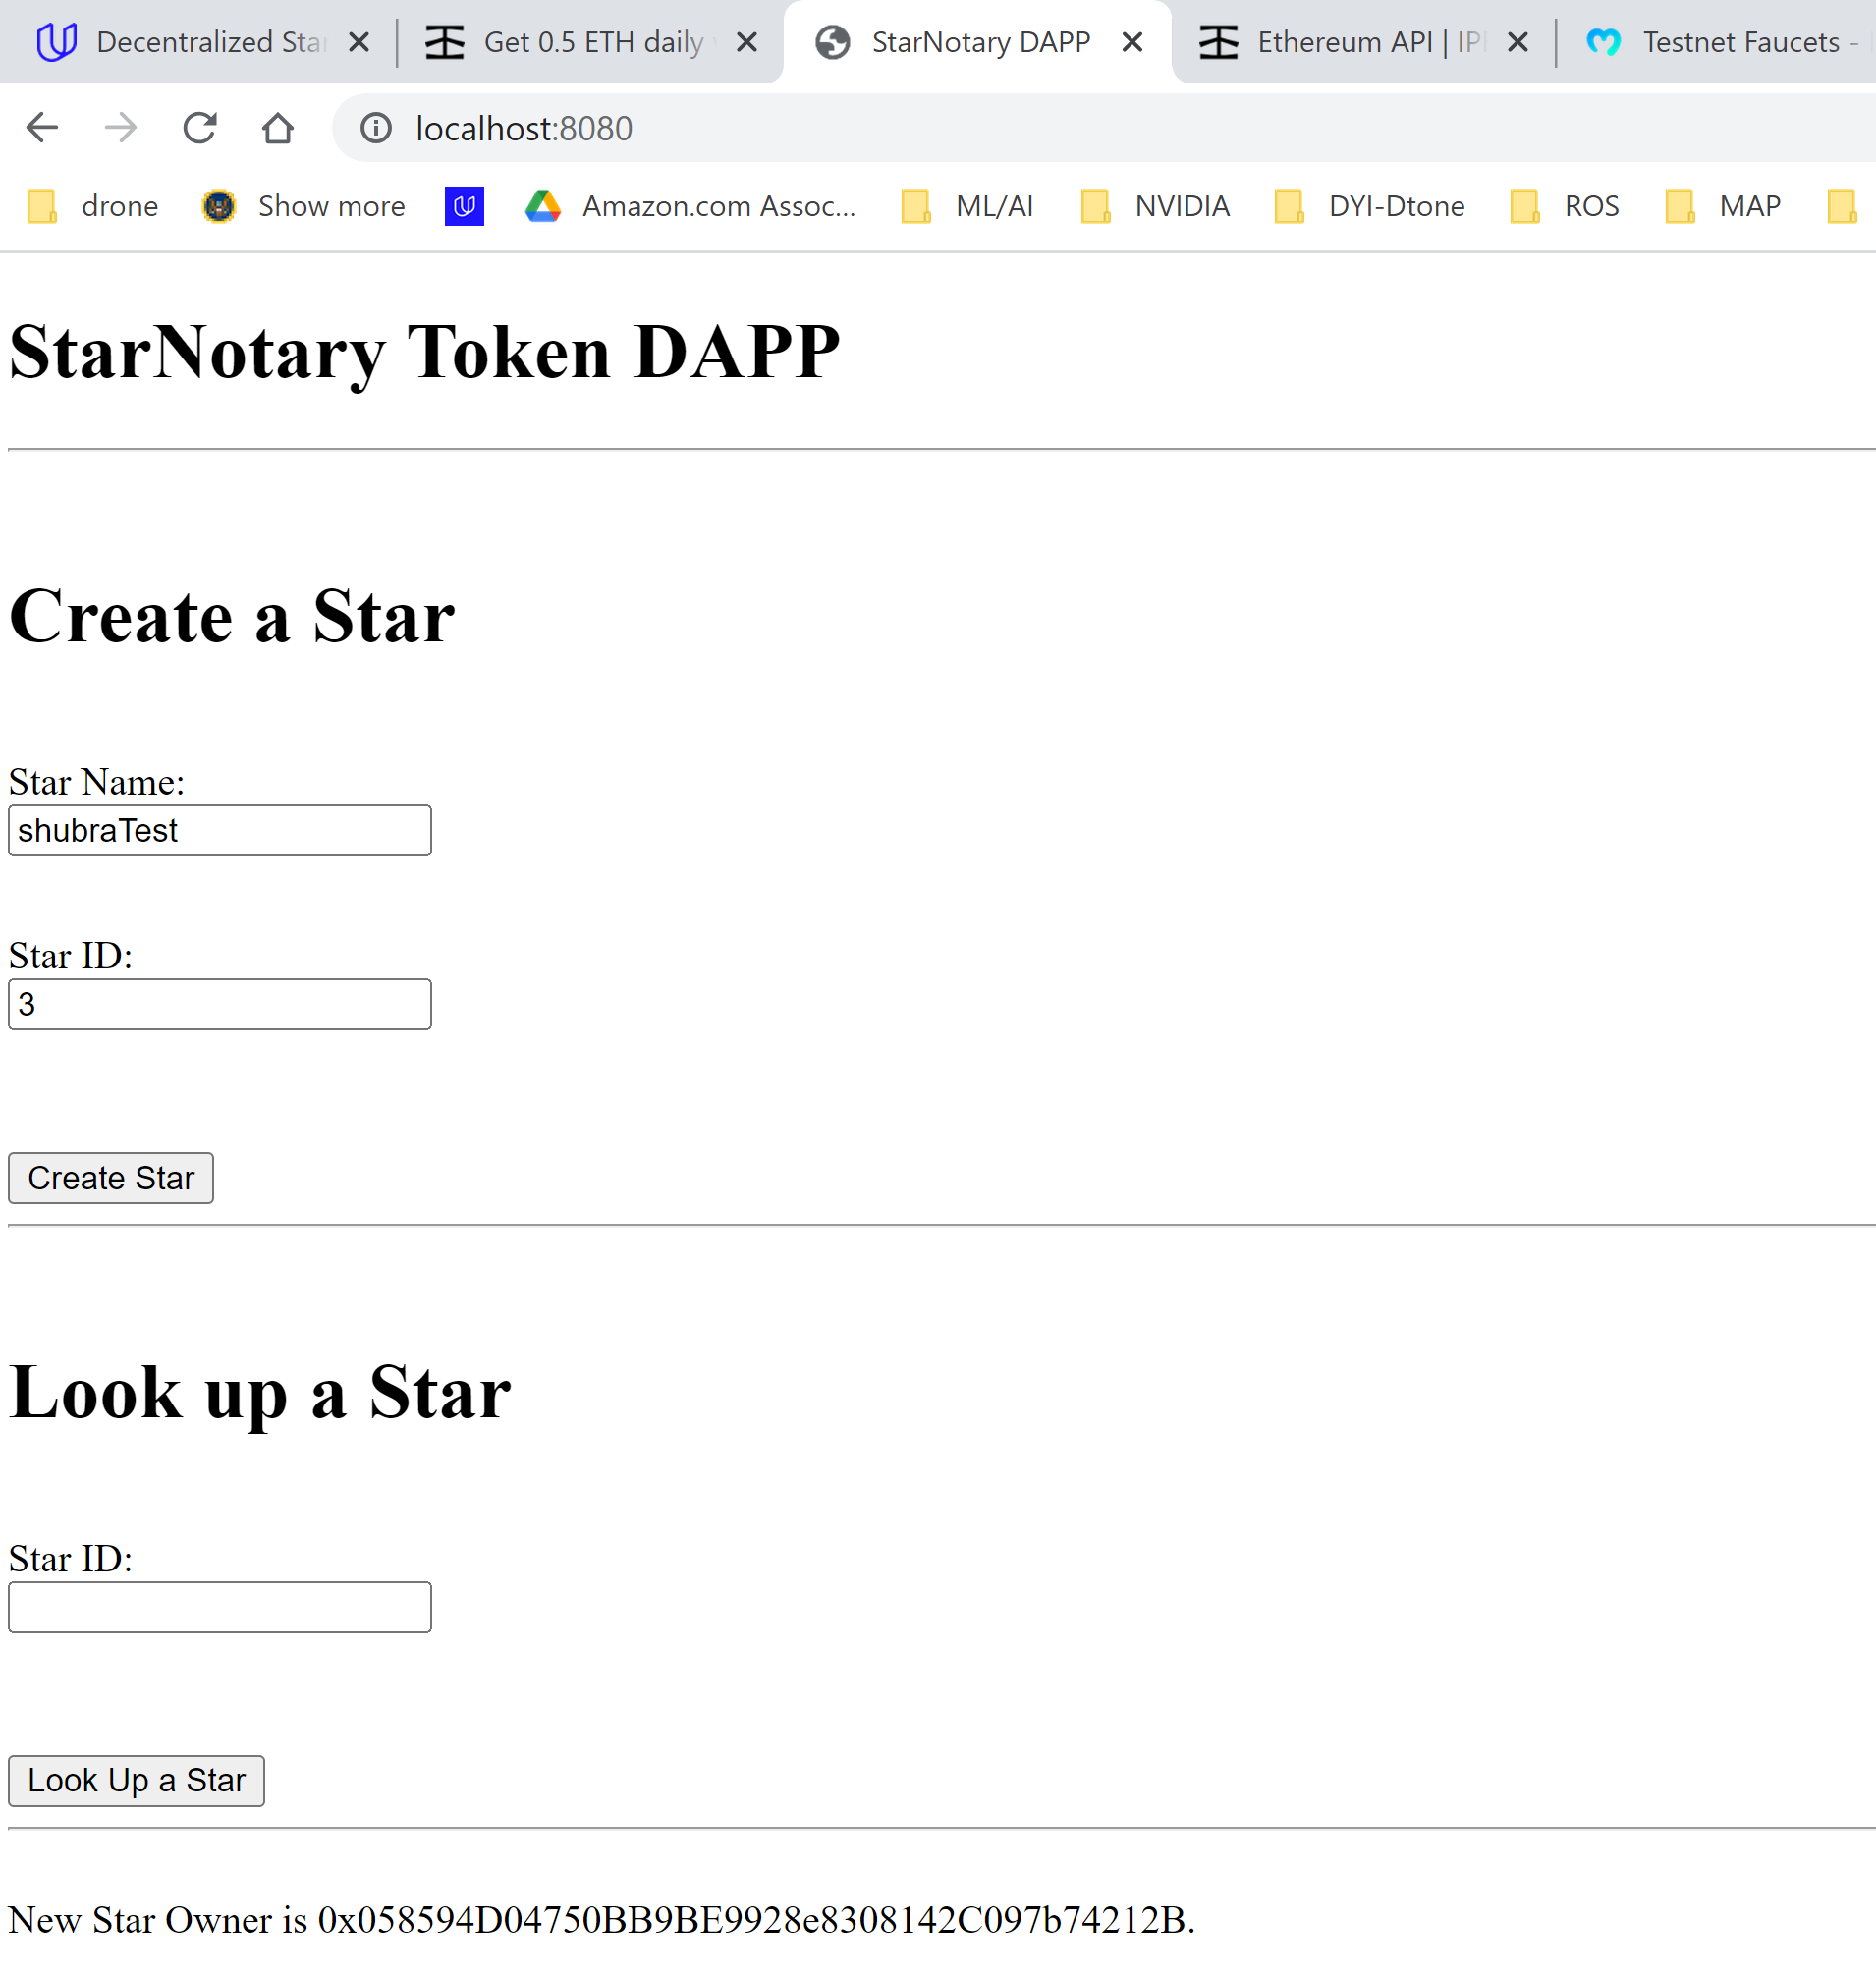 Decentralized Sta
Get 0.5 ETH daily
StarNotary DAPP
Ethereum API |
Testnet Faucets -
localhost:8080
drone
Show more
Amazon.com Assoc...
ML/AI
NVIDIA
DYI-Dtone
ROS
MAP
StarNotary Token DAPP
Create a Star
Star Name:
shubraTest
Star ID:
3
Create Star
Look up a Star
Star ID:
Look Up a Star
New Star Owner is 0x058594D04750BB9BE9928e8308142C097b74212B.